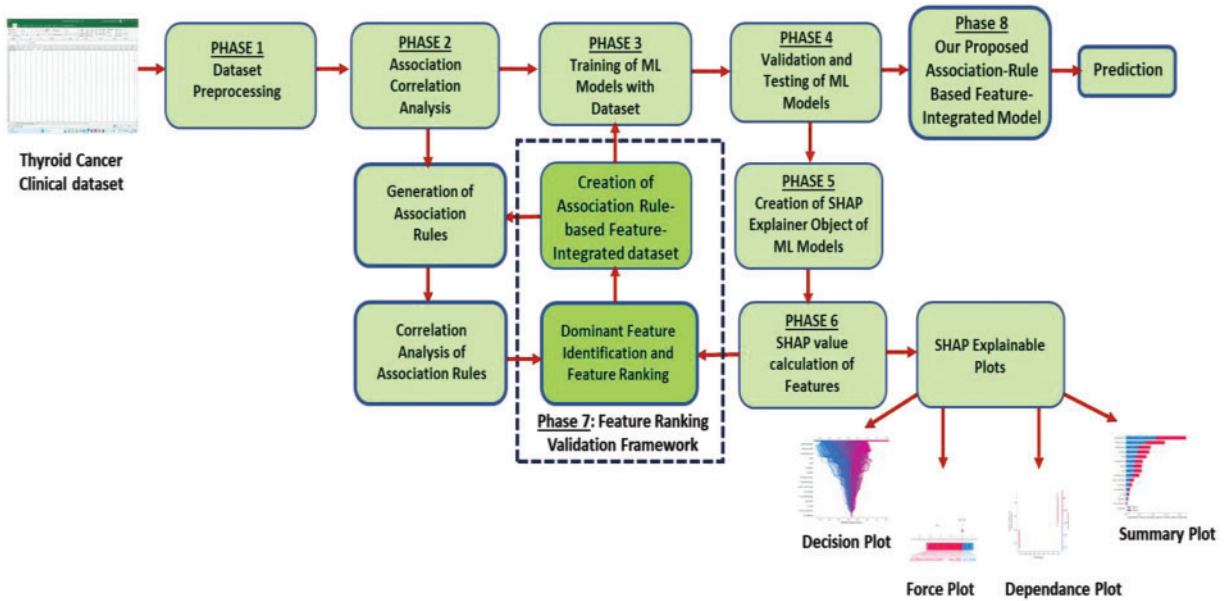 Thyroid Cancer
Clinical dataset
PHASE 1
Dataset
Preprocessing
PHASE 2
Association
Correlation
Analysis
PHASE 3
Training of ML
Models with
Dataset
PHASE 4
Validation and
Testing of ML
Models
Phase 8
Our Proposed
Association-Rule
Based Feature-
Integrated Model
Prediction
Generation of
Association
Rules
Creation of
Association Rule-
based Feature-
Integrated dataset
PHASE 5
Creation of SHAP
Explainer Object of
ML Models
Correlation
Analysis of
Association Rules
Dominant Feature
Identification and
Feature Ranking
PHASE 6
SHAP value
calculation of
Features
SHAP Explainable
Plots
Phase 7: Feature Ranking
Validation Framework
Decision Plot
Force Plot
Dependance Plot
Summary Plot